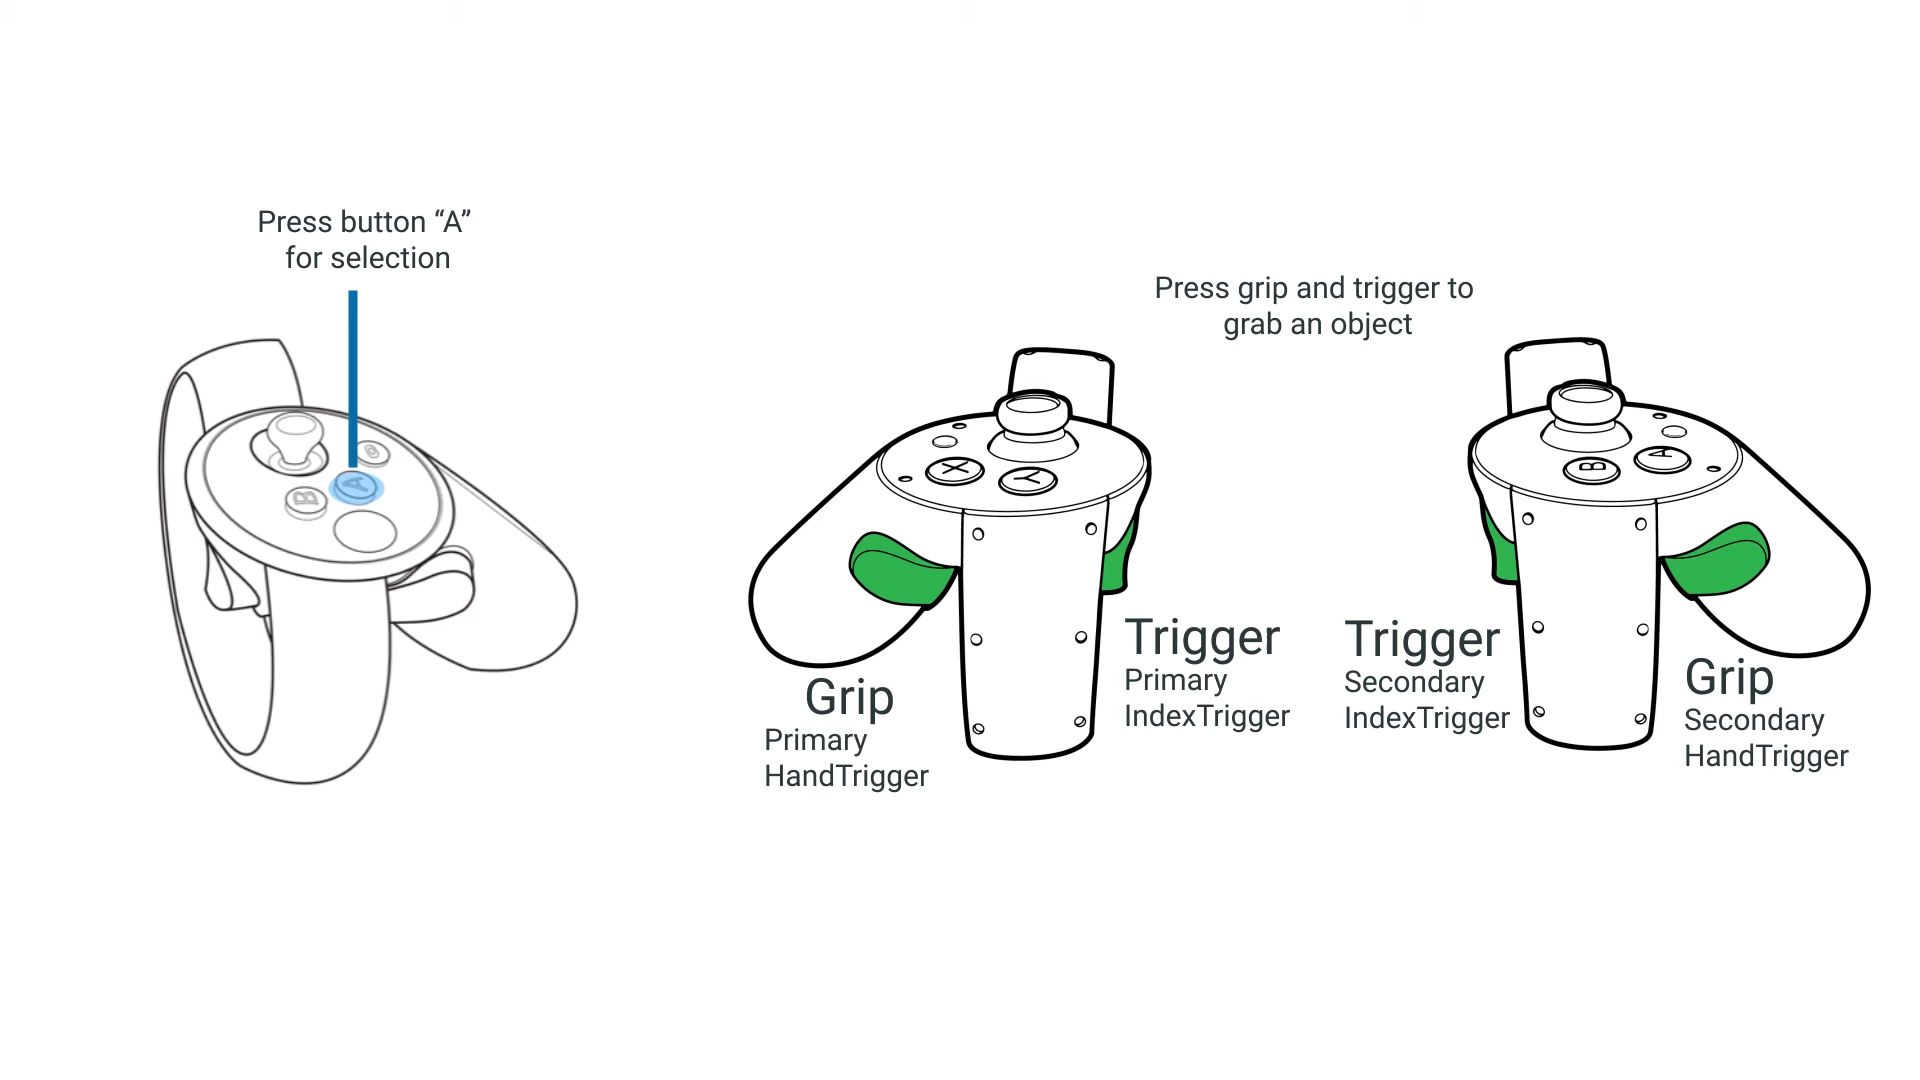 Press button “A”
for selection
A
B
Press grip and trigger to
grab an object
X
Y
B
A
Trigger
Primary
IndexTrigger
Grip
Primary
HandTrigger
Trigger
Secondary
IndexTrigger
Grip
Secondary
HandTrigger